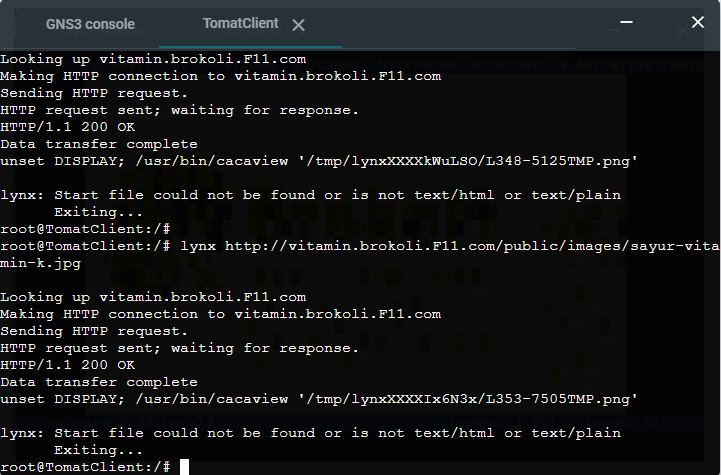 GNS3 console
TomatClient
Looking up vitamin.brokoli.F11.com
Making HTTP connection to vitamin.brokoli.F11.com
Sending HTTP request.
HTTP request sent; waiting for response.
HTTP/1.1 200 OK
Data transfer complete
unset DISPLAY; /usr/bin/cacaview '/tmp/lynxXXXXkWuLSO/L348-5125TMP.png'
lynx: Start file could not be found or is not text/html or text/plain
Exiting...
root@TomatClient:/#
root@TomatClient:/# lynx http://vitamin.brokoli.F11.com/public/images/sayur-vita
min-k.jpg
Looking up vitamin.brokoli.F11.com
Making HTTP connection to vitamin.brokoli.F11.com
Sending HTTP request.
HTTP request sent; waiting for response.
HTTP/1.1 200 OK
Data transfer complete
unset DISPLAY; /usr/bin/cacaview '/tmp/lynxXXXXIx6N3x/L353-7505TMP.png'
lynx: Start file could not be found or is not text/html or text/plain
Exiting...
root@TomatClient:/#